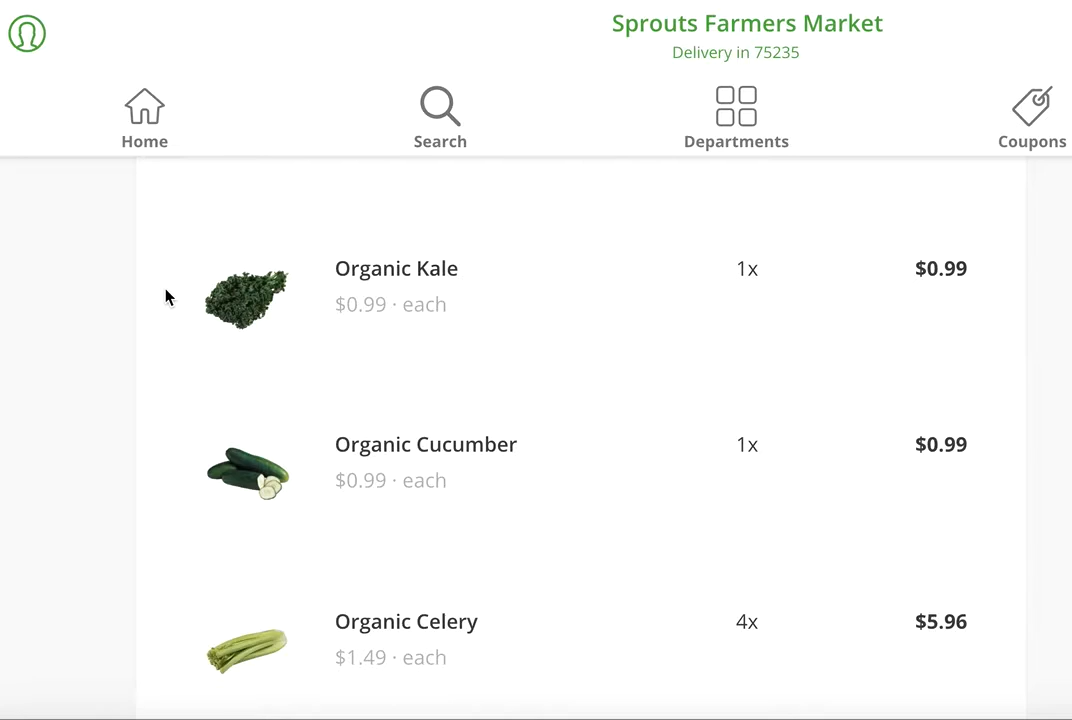 Sprouts Farmers Market
Delivery in 75235
Home
Search
Departments
Coupons
Organic Kale 1x $0.99
$0.99 · each
Organic Cucumber 1x $0.99
$0.99 · each
Organic Celery 4x $5.96
$1.49 · each